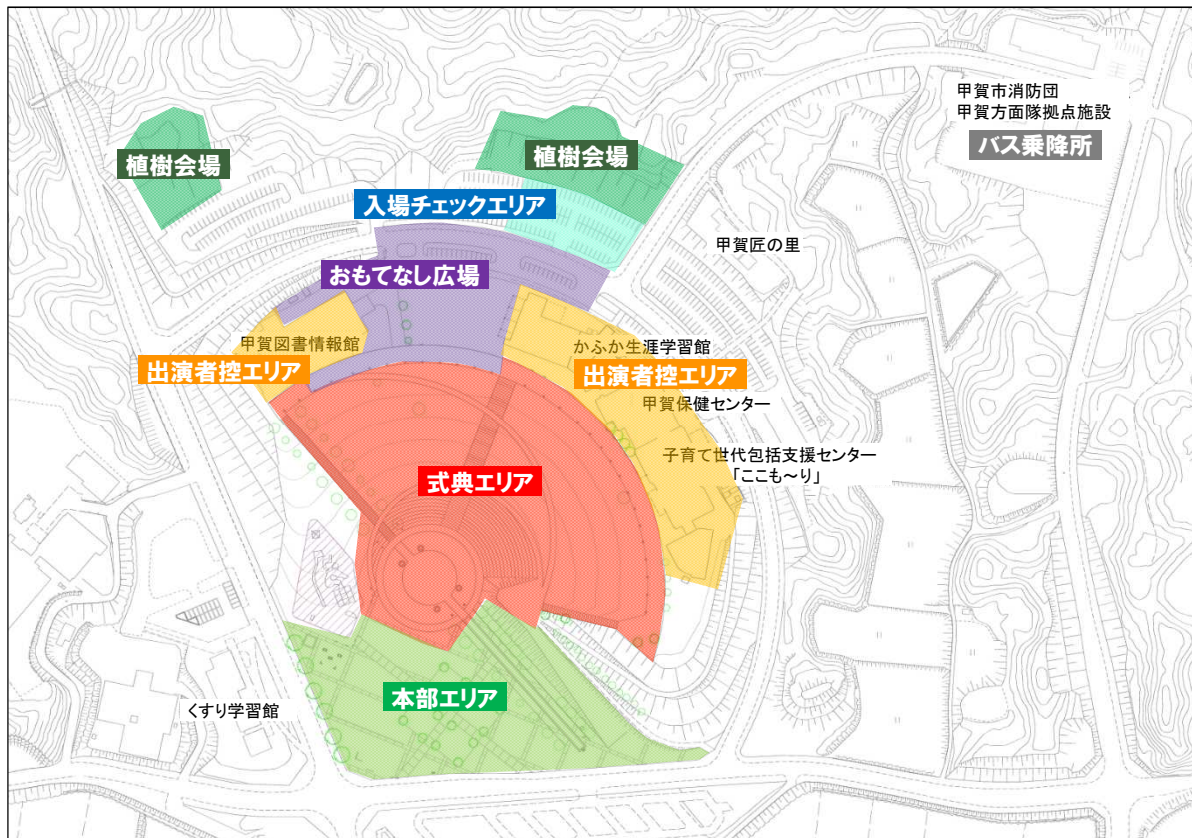 甲賀市消防団
甲賀方面隊拠点施設
バス乗降所
植樹会場
植樹会場
入場チェックエリア
甲賀匠の里
おもてなし広場
甲賀図書情報館
出演者控エリア
かふか生涯学習館
出演者控エリア
甲賀保健センター
子育て世代包括支援センター
「ここも～り」
式典エリア
本部エリア
くすり学習館